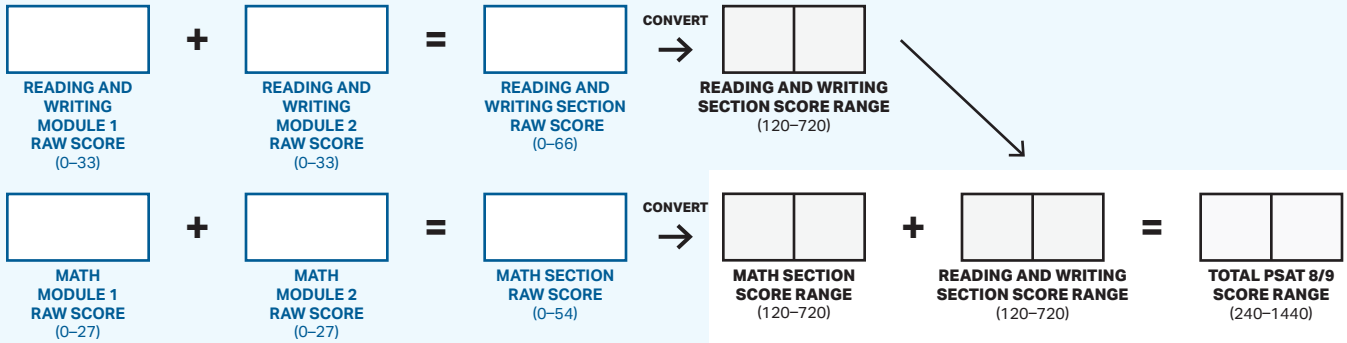 +
=
CONVERT
→
READING AND
WRITING
MODULE 1
RAW SCORE
(0–33)
READING AND
WRITING
MODULE 2
RAW SCORE
(0–33)
READING AND
WRITING SECTION
RAW SCORE
(0–66)
READING AND WRITING
SECTION SCORE RANGE
(120–720)
+
=
CONVERT
→
+
=
MATH
MODULE 1
RAW SCORE
(0–27)
MATH
MODULE 2
RAW SCORE
(0–27)
MATH SECTION
RAW SCORE
(0–54)
MATH SECTION
SCORE RANGE
(120–720)
READING AND WRITING
SECTION SCORE RANGE
(120–720)
TOTAL PSAT 8/9
SCORE RANGE
(240–1440)